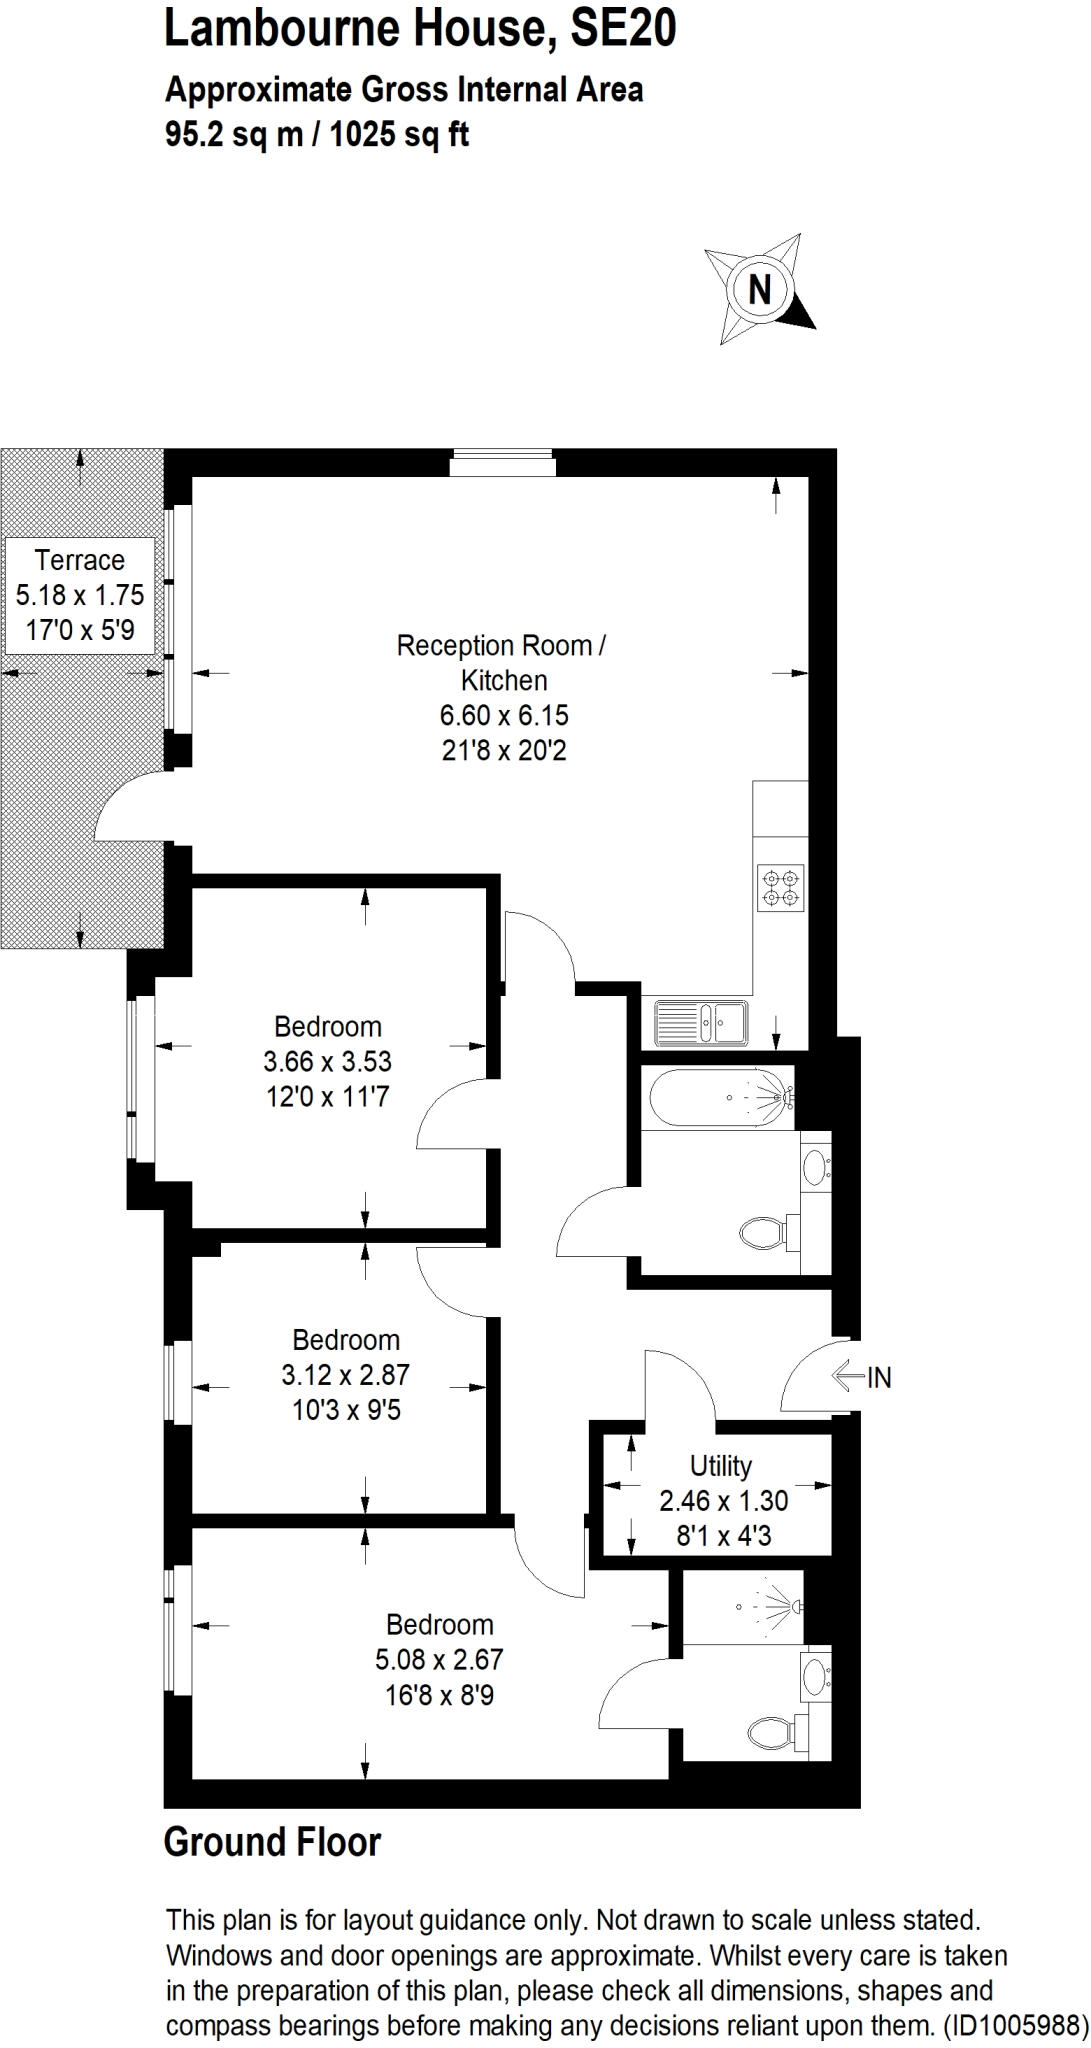 Lambourne House, SE20
Approximate Gross Internal Area
95.2 sq m / 1025 sq ft
N
Terrace
5.18 x 1.75
17'0 x 5'9
Reception Room /
Kitchen
6.60 x 6.15
21'8 x 20'2
Bedroom
3.66 x 3.53
12'0 x 11'7
Bedroom
3.12 x 2.87
10'3 x 9'5
IN
Utility
2.46 x 1.30
8'1 x 4'3
Bedroom
5.08 x 2.67
16'8 x 8'9
Ground Floor
This plan is for layout guidance only. Not drawn to scale unless stated.
Windows and door openings are approximate. Whilst every care is taken
in the preparation of this plan, please check all dimensions, shapes and
compass bearings before making any decisions reliant upon them. (ID1005988)